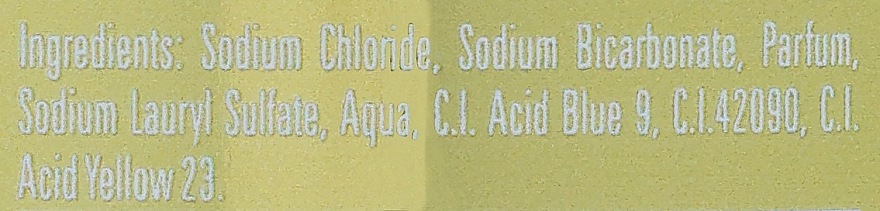 Ingredients: Sodium Chloride, Sodium Bicarbonate, Parfum,
Sodium Lauryl Sulfate, Aqua, C.I. Acid Blue 9, C.I.42090, C.I.
Acid Yellow 23.